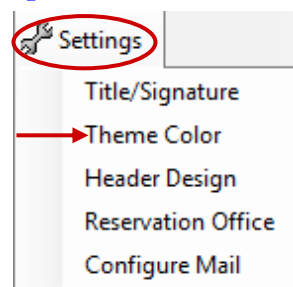 Settings
Title/Signature
Theme Color
Header Design
Reservation Office
Configure Mail